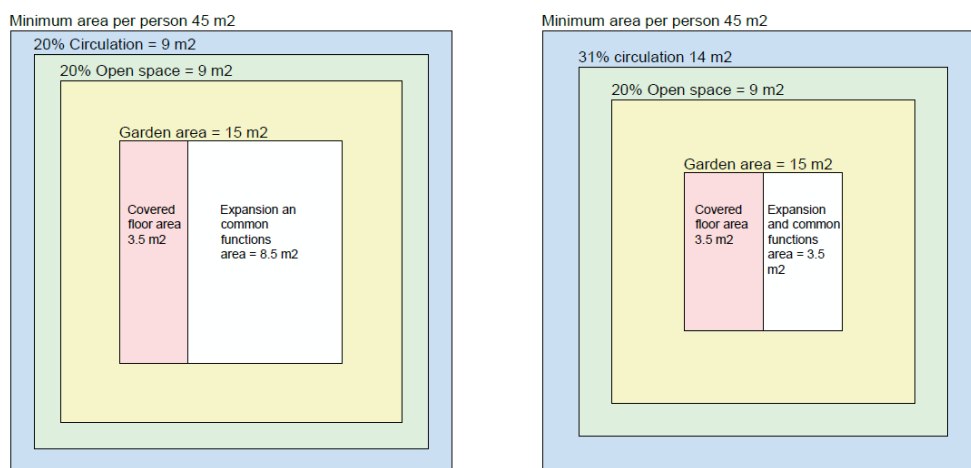 Minimum area per person 45 m2
20% Circulation = 9 m2
20% Open space = 9 m2
Garden area = 15 m2
Covered
floor area
3.5 m2
Expansion an
common
functions
area = 8.5 m2
Minimum area per person 45 m2
31% circulation 14 m2
20% Open space = 9 m2
Garden area = 15 m2
Covered
floor area
3.5 m2
Expansion
and common
functions
area = 3.5
m2